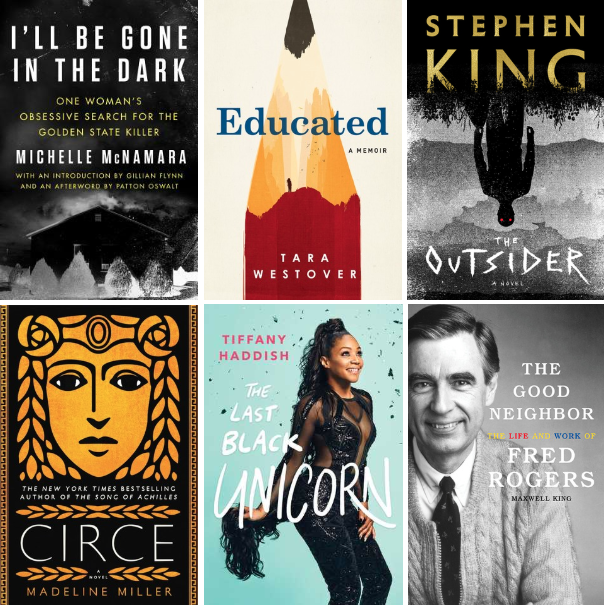 I'LL BE GONE
IN THE DARK
ONE WOMAN'S
OBSESSIVE SEARCH FOR THE
GOLDEN STATE KILLER
MICHELLE McNAMARA
WITH AN INTRODUCTION BY GILLIAN FLYNN
AND AN AFTERWORD BY PATTON OSWALT
Educated
A MEMOIR
TARA
WESTOVER
STEPHEN
KING
THE
OUTSIDER
A NOVEL
THE NEW YORK TIMES BESTSELLING
AUTHOR OF THE SONG OF ACHILLES
CIRCE
A
NOVEL
MADELINE MILLER
TIFFANY
HADDISH
THE
LAST
BLACK
UNICORN
THE
GOOD
NEIGHBOR
THE LIFE AND WORK OF
FRED
ROGERS
MAXWELL KING